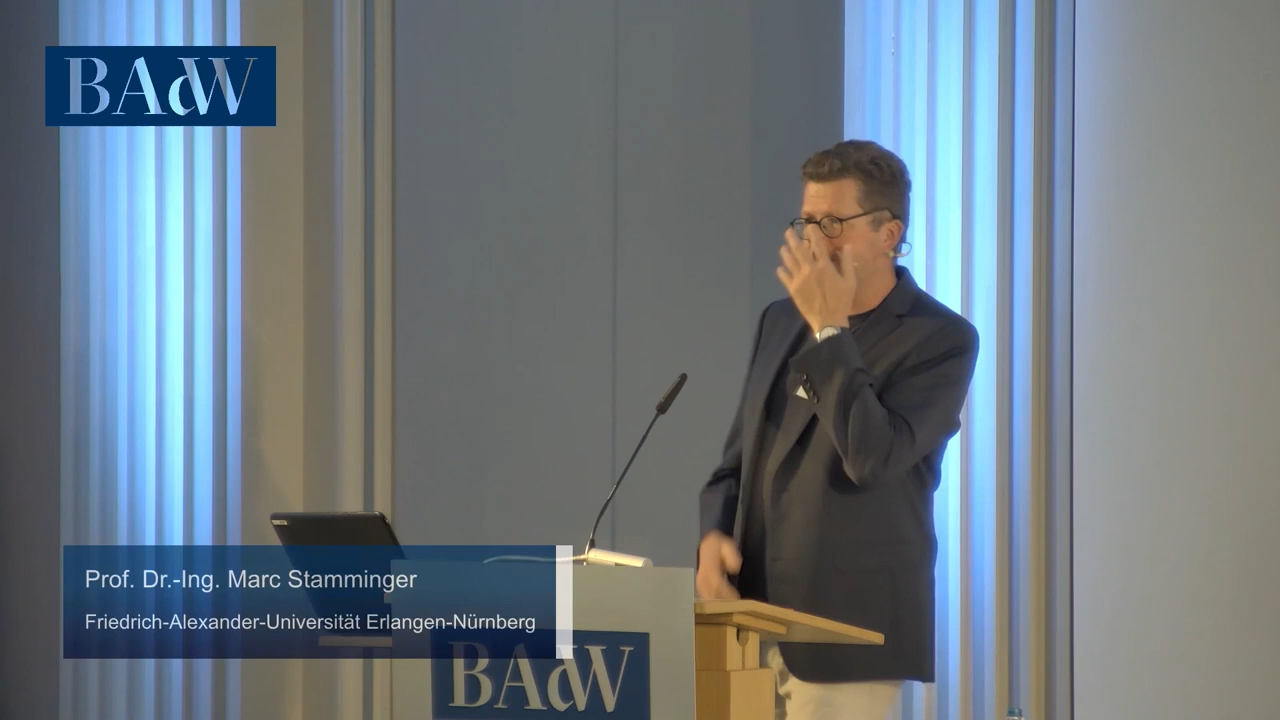 BAdW
Prof. Dr.-Ing. Marc Stamminger
Friedrich-Alexander-Universität Erlangen-Nürnberg
BAdW